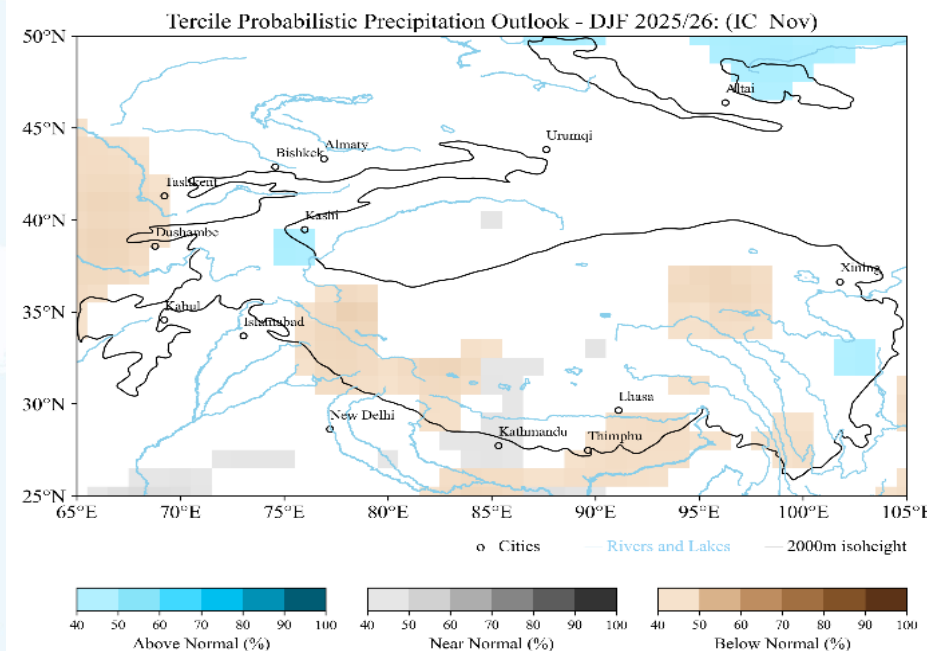 Tercile Probabilistic Precipitation Outlook - DJF 2025/26: (IC Nov)
50°N
Altai
45°N
Urumqi
Bishkek Almaty
Tashkent
40°N
Kashi
Dushambe
Xining
35°N
Kabul
Islamabad
30°N
Lhasa
New Delhi
Kathmandu
Thimphu
25°N
65°E 70°E 75°E 80°E 85°E 90°E 95°E 100°E 105°E
Cities Rivers and Lakes 2000m isoheight
40 50 60 70 80 90 100 40 50 60 70 80 90 100 40 50 60 70 80 90 100
Above Normal (%) Near Normal (%) Below Normal (%)